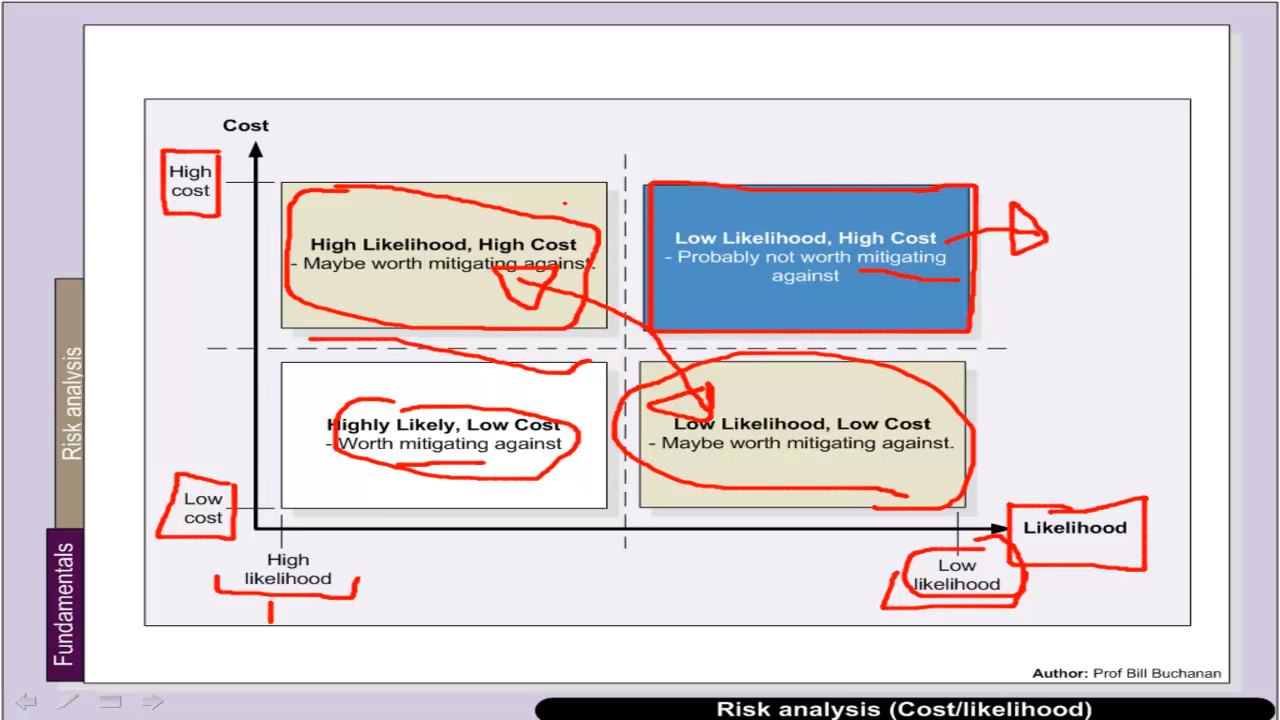 Cost
High
cost
High Likelihood, High Cost
- Maybe worth mitigating against.
Low Likelihood, High Cost
- Probably not worth mitigating
against
Highly Likely, Low Cost
- Worth mitigating against
Low Likelihood, Low Cost
- Maybe worth mitigating against.
Low
cost
Likelihood
High
likelihood
Low
likelihood
Risk analysis
Fundamentals
Author: Prof Bill Buchanan
Risk analysis (Cost/likelihood)